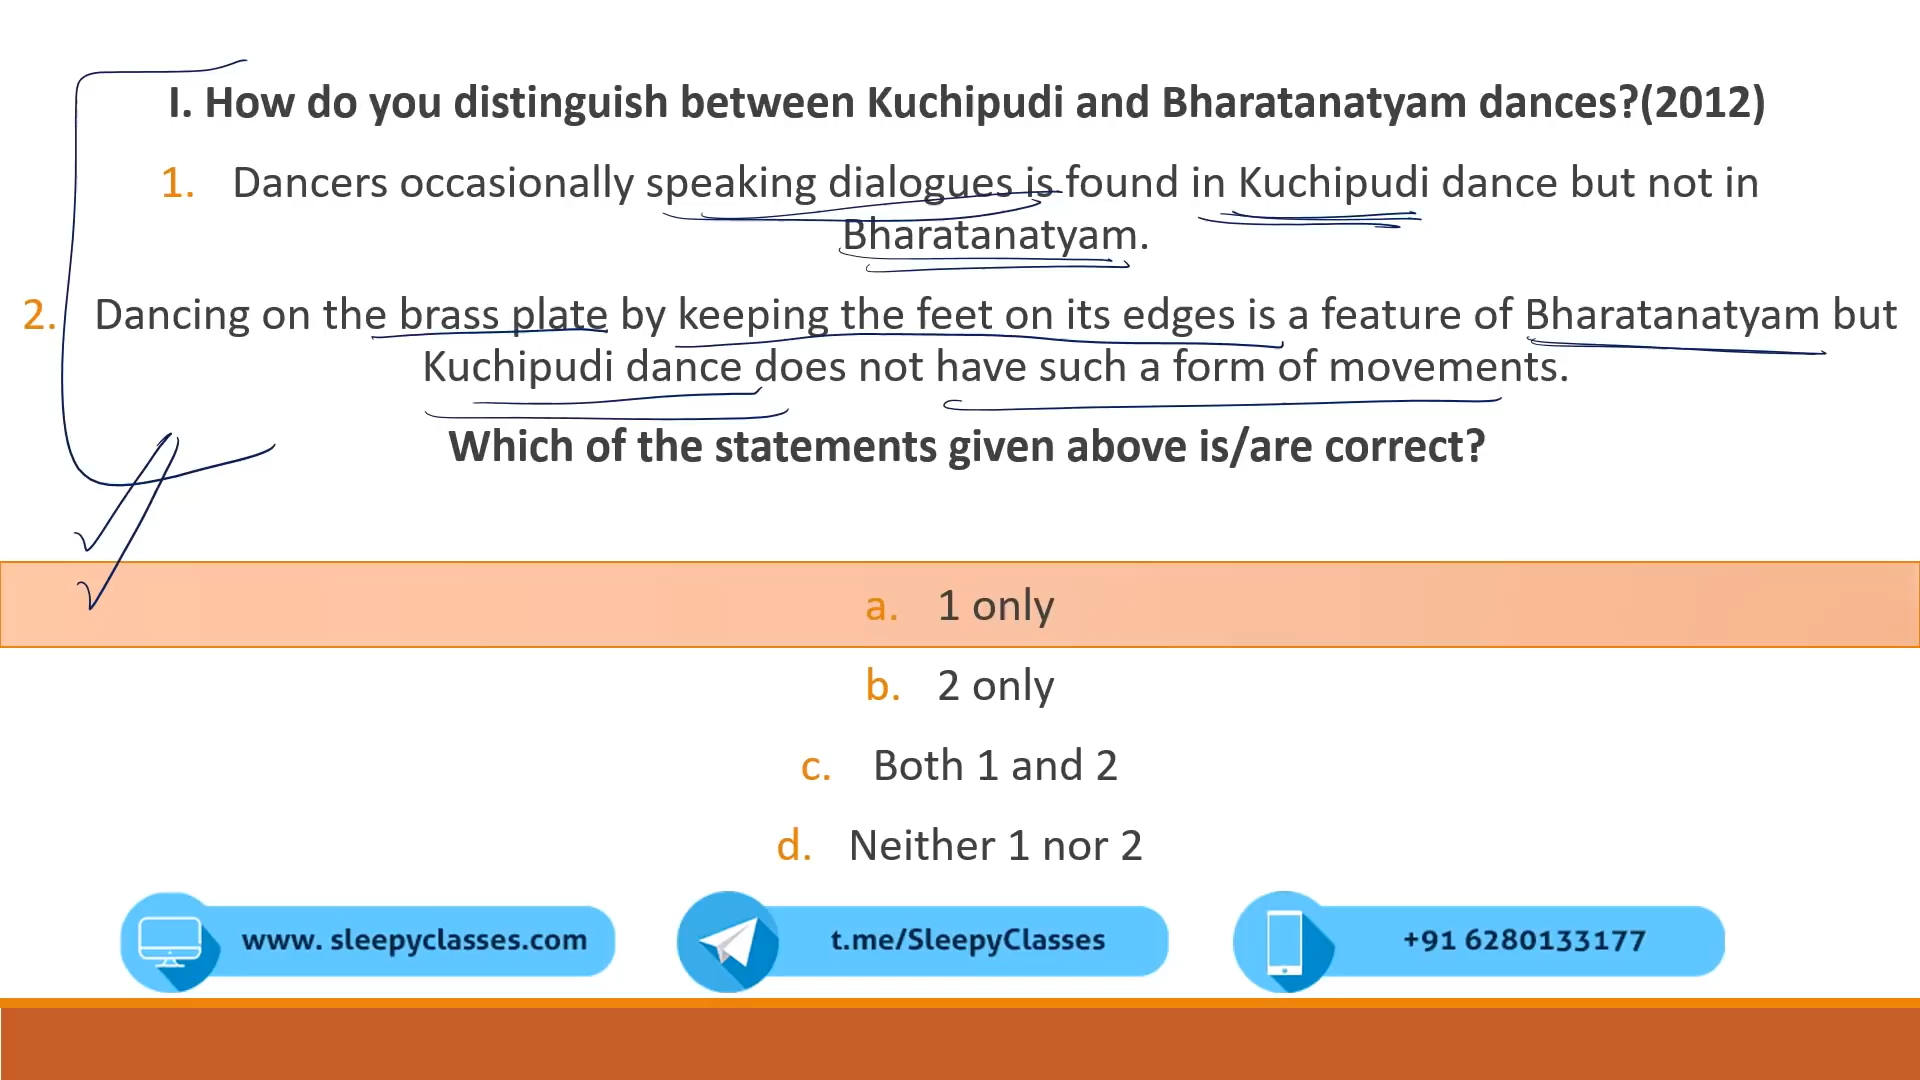 I. How do you distinguish between Kuchipudi and Bharatanatyam dances?(2012)
1. Dancers occasionally speaking dialogues is found in Kuchipudi dance but not in
Bharatanatyam.
2. Dancing on the brass plate by keeping the feet on its edges is a feature of Bharatanatyam but
Kuchipudi dance does not have such a form of movements.
Which of the statements given above is/are correct?
a. 1 only
b. 2 only
c. Both 1 and 2
d. Neither 1 nor 2
www. sleepyclasses.com
t.me/SleepyClasses
+91 6280133177